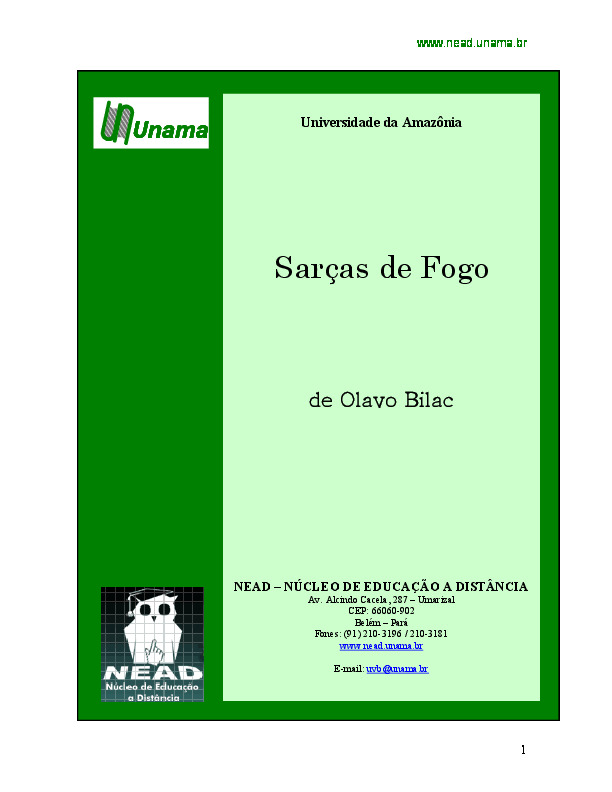 www.nead.unama.br
Unama
Universidade da Amazônia
Sarças de Fogo
de Olavo Bilac
NEAD – NÚCLEO DE EDUCAÇÃO A DISTÂNCIA
Av. Alcindo Cacela, 287 – Umarizal
CEP: 66060-902
Belém – Pará
Fones: (91) 210-3196 / 210-3181
www.nead.unama.br
E-mail: uvb@unama.br
NEAD
Núcleo de Educação
a Distância
1